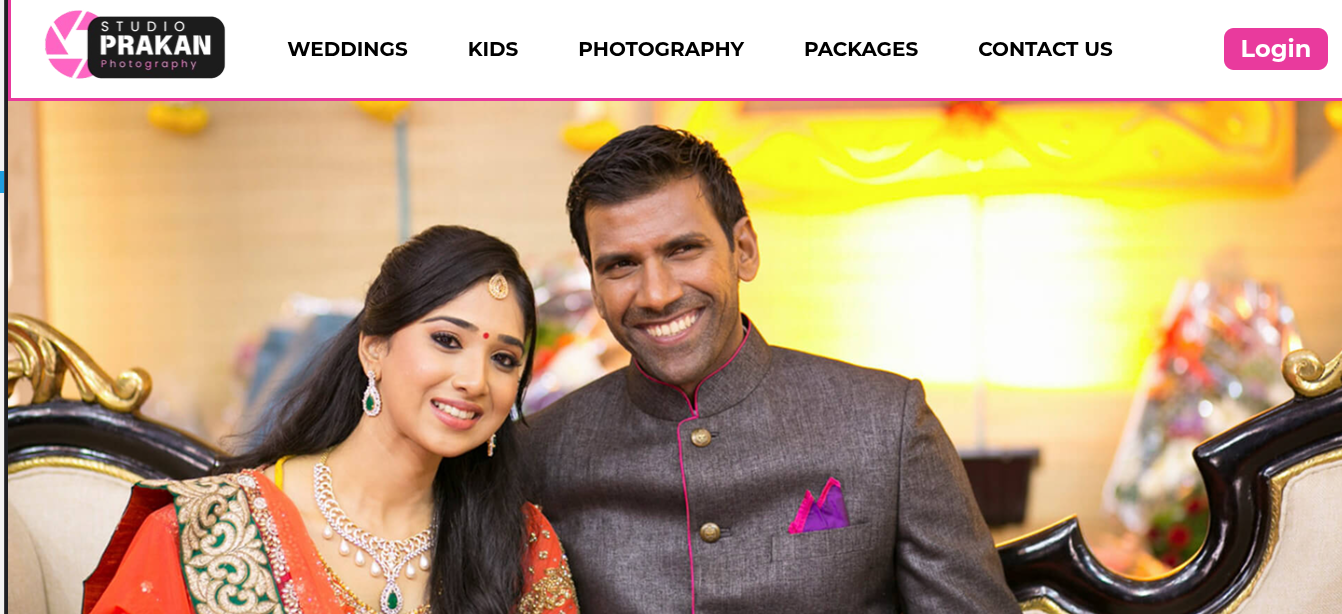 STUDIO
PRAKAN
Photography
WEDDINGS KIDS PHOTOGRAPHY PACKAGES CONTACT US Login